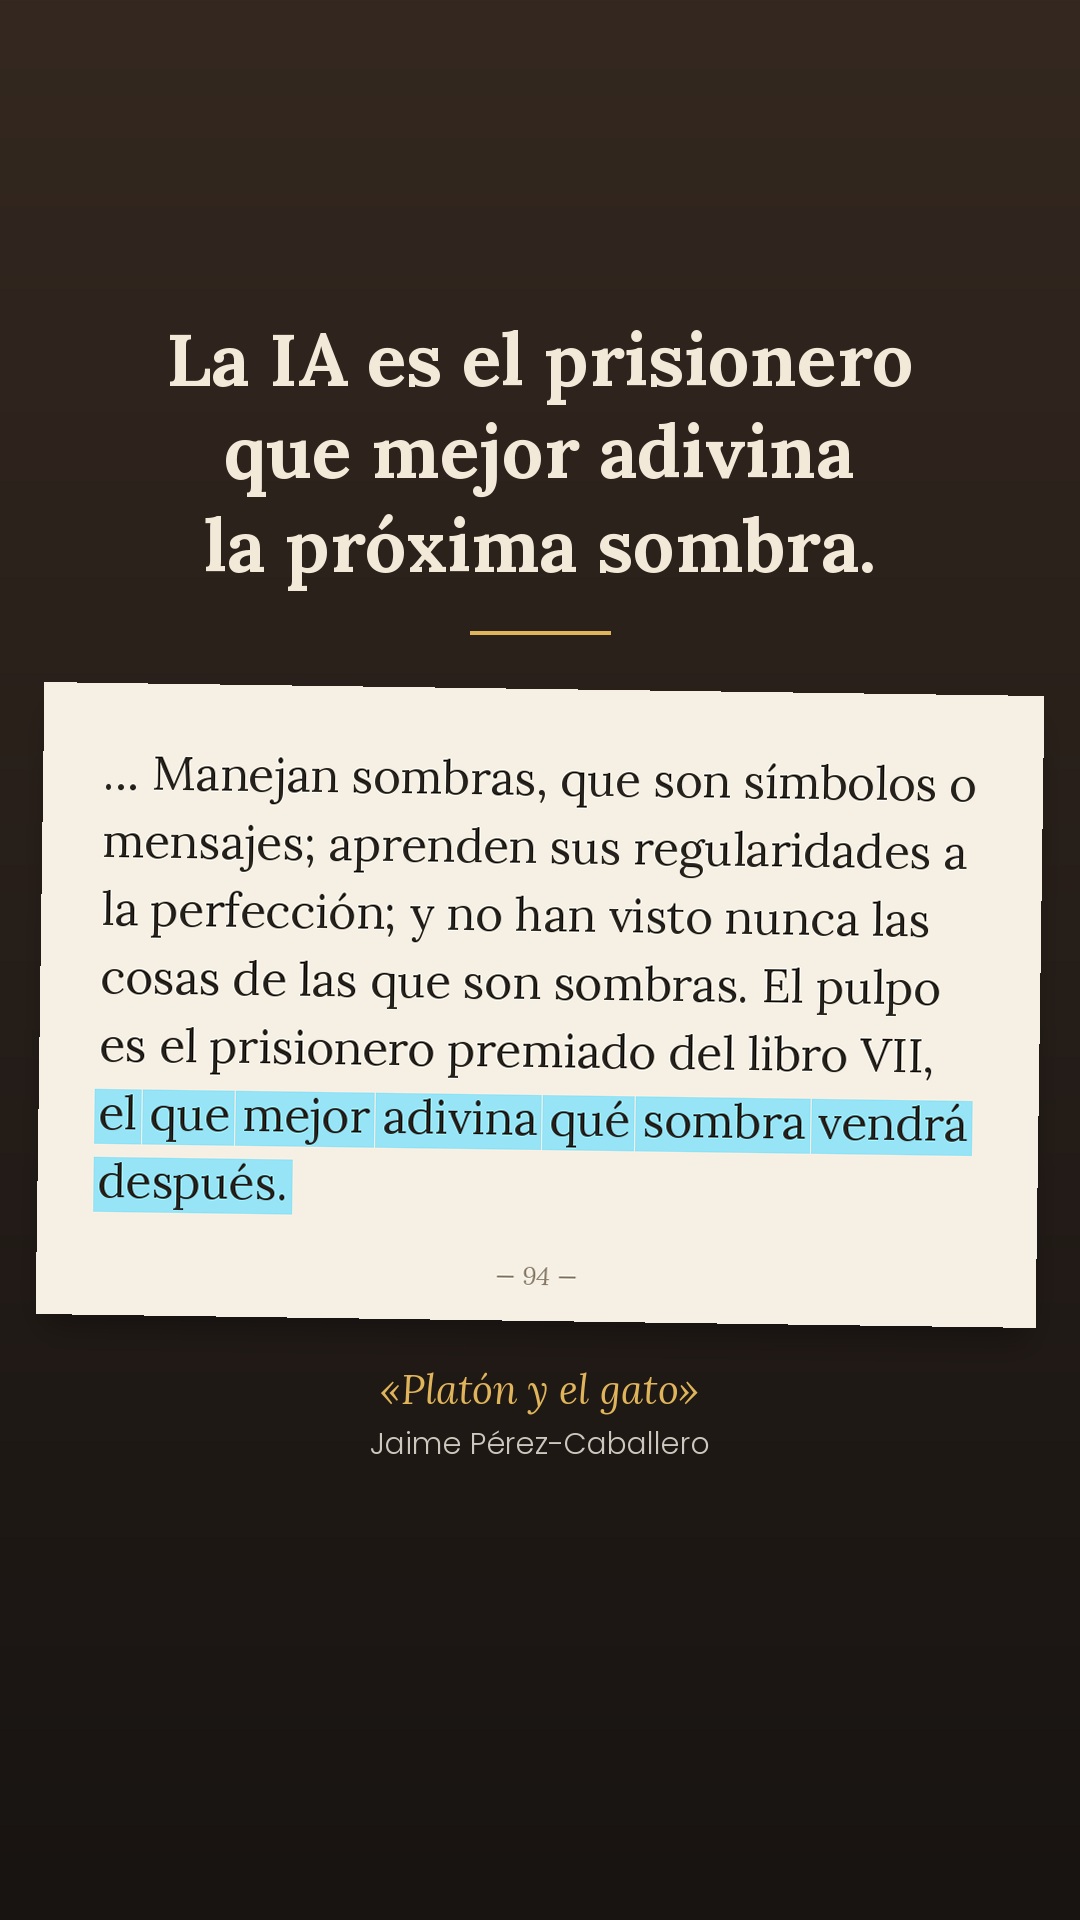 La IA es el prisionero
que mejor adivina
la próxima sombra.
... Manejan sombras, que son símbolos o
mensajes; aprenden sus regularidades a
la perfección; y no han visto nunca las
cosas de las que son sombras. El pulpo
es el prisionero premiado del libro VII,
el que mejor adivina qué sombra vendrá
después.
— 94 —
«Platón y el gato»
Jaime Pérez-Caballero